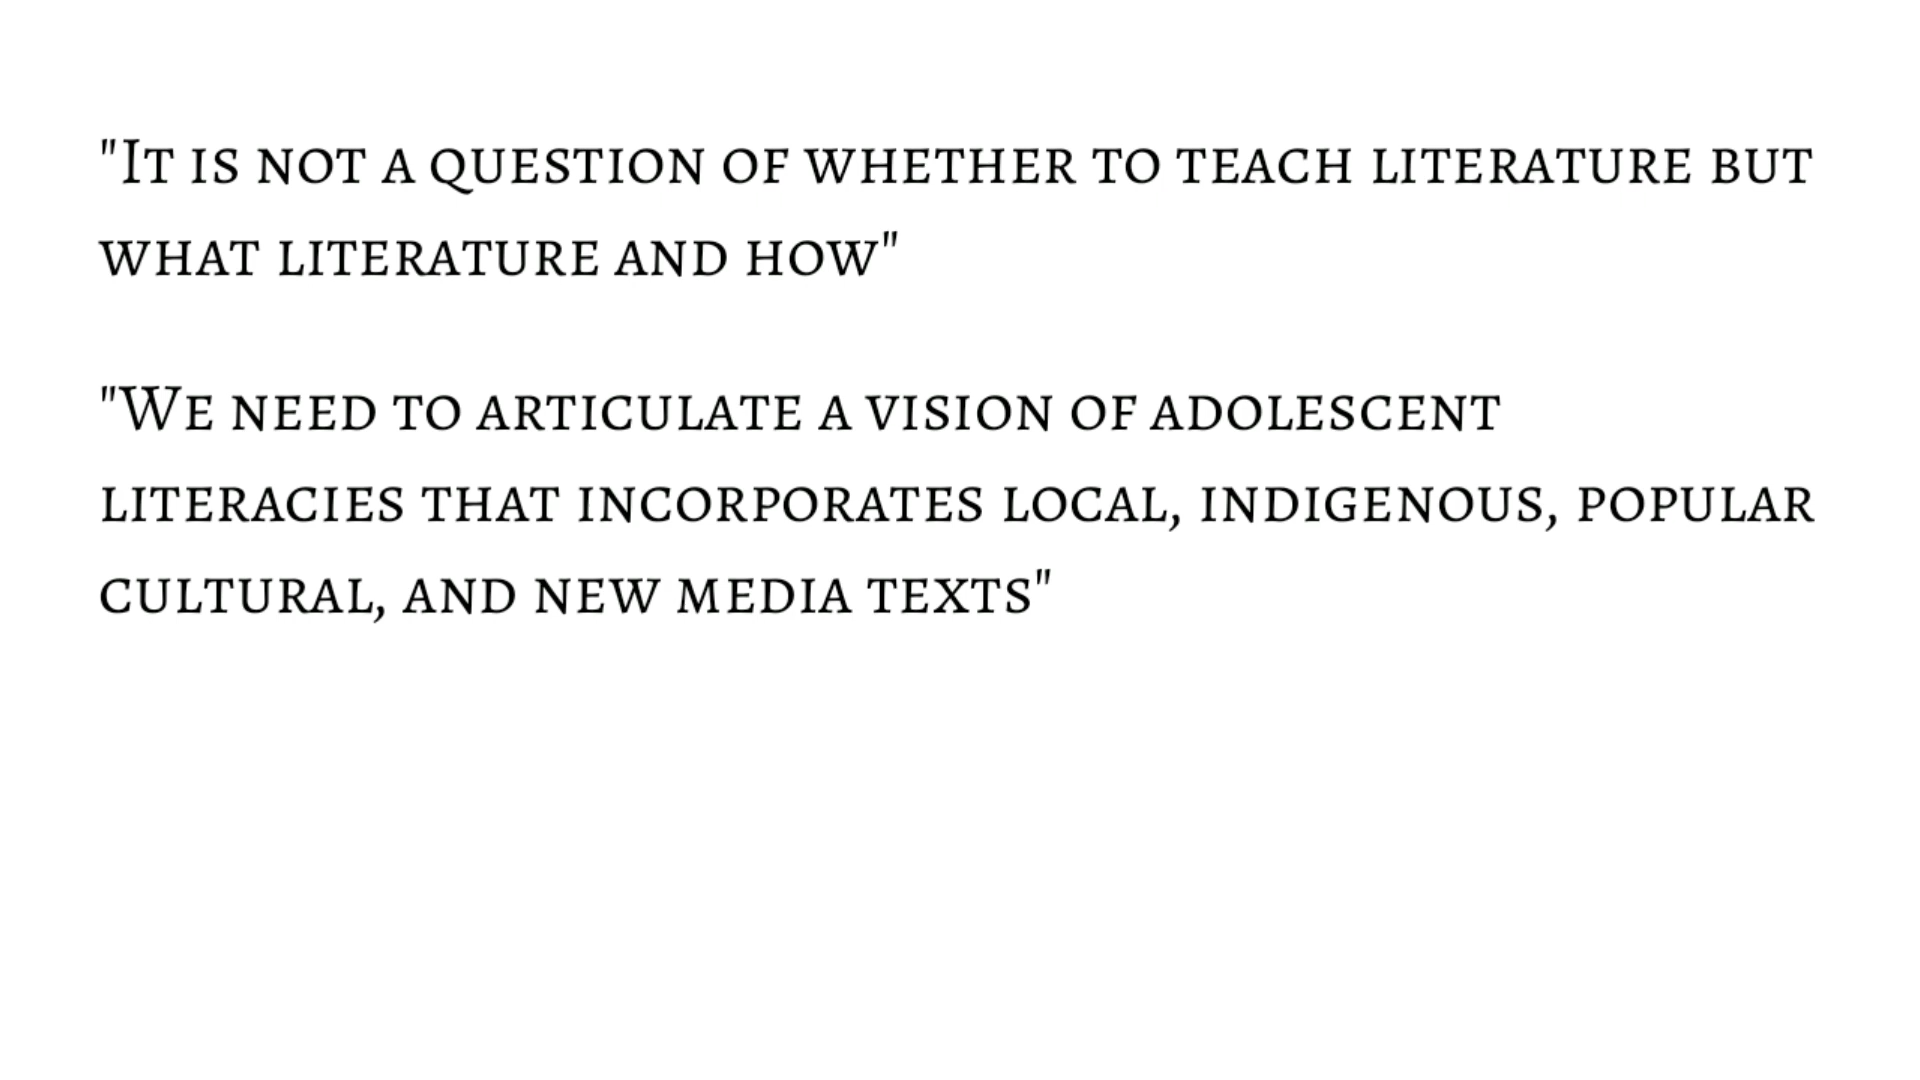 "It is not a question of whether to teach literature but
what literature and how"
"We need to articulate a vision of adolescent
literacies that incorporates local, indigenous, popular
cultural, and new media texts"